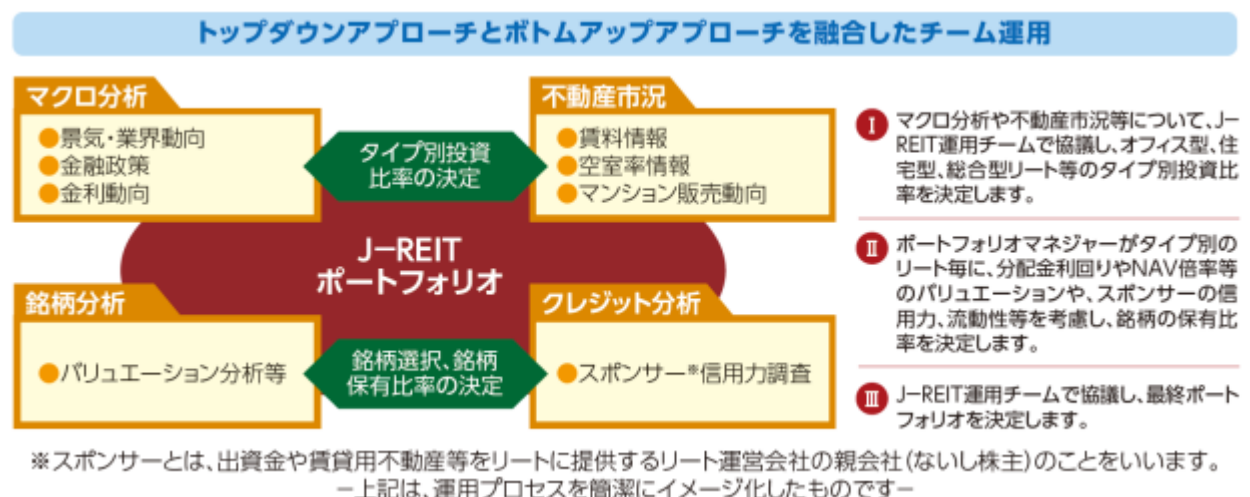 トップダウンアプローチとボトムアップアプローチを融合したチーム運用
マクロ分析
●景気・業界動向
●金融政策
●金利動向
タイプ別投資
比率の決定
不動産市況
●賃料情報
●空室率情報
●マンション販売動向
J-REIT
ポートフォリオ
銘柄分析
●バリュエーション分析等
銘柄選択、銘柄
保有比率の決定
クレジット分析
●スポンサー※信用力調査
Ⅰ マクロ分析や不動産市況等について、J-
REIT運用チームで協議し、オフィス型、住
宅型、総合型リート等のタイプ別投資比
率を決定します。
Ⅱ ポートフォリオマネジャーがタイプ別の
リート毎に、分配金利回りやNAV倍率等
のバリュエーションや、スポンサーの信
用力、流動性等を考慮し、銘柄の保有比
率を決定します。
Ⅲ J-REIT運用チームで協議し、最終ポート
フォリオを決定します。
※スポンサーとは、出資金や賃貸用不動産等をリートに提供するリート運営会社の親会社(ないし株主)のことをいいます。
-上記は、運用プロセスを簡潔にイメージ化したものです-